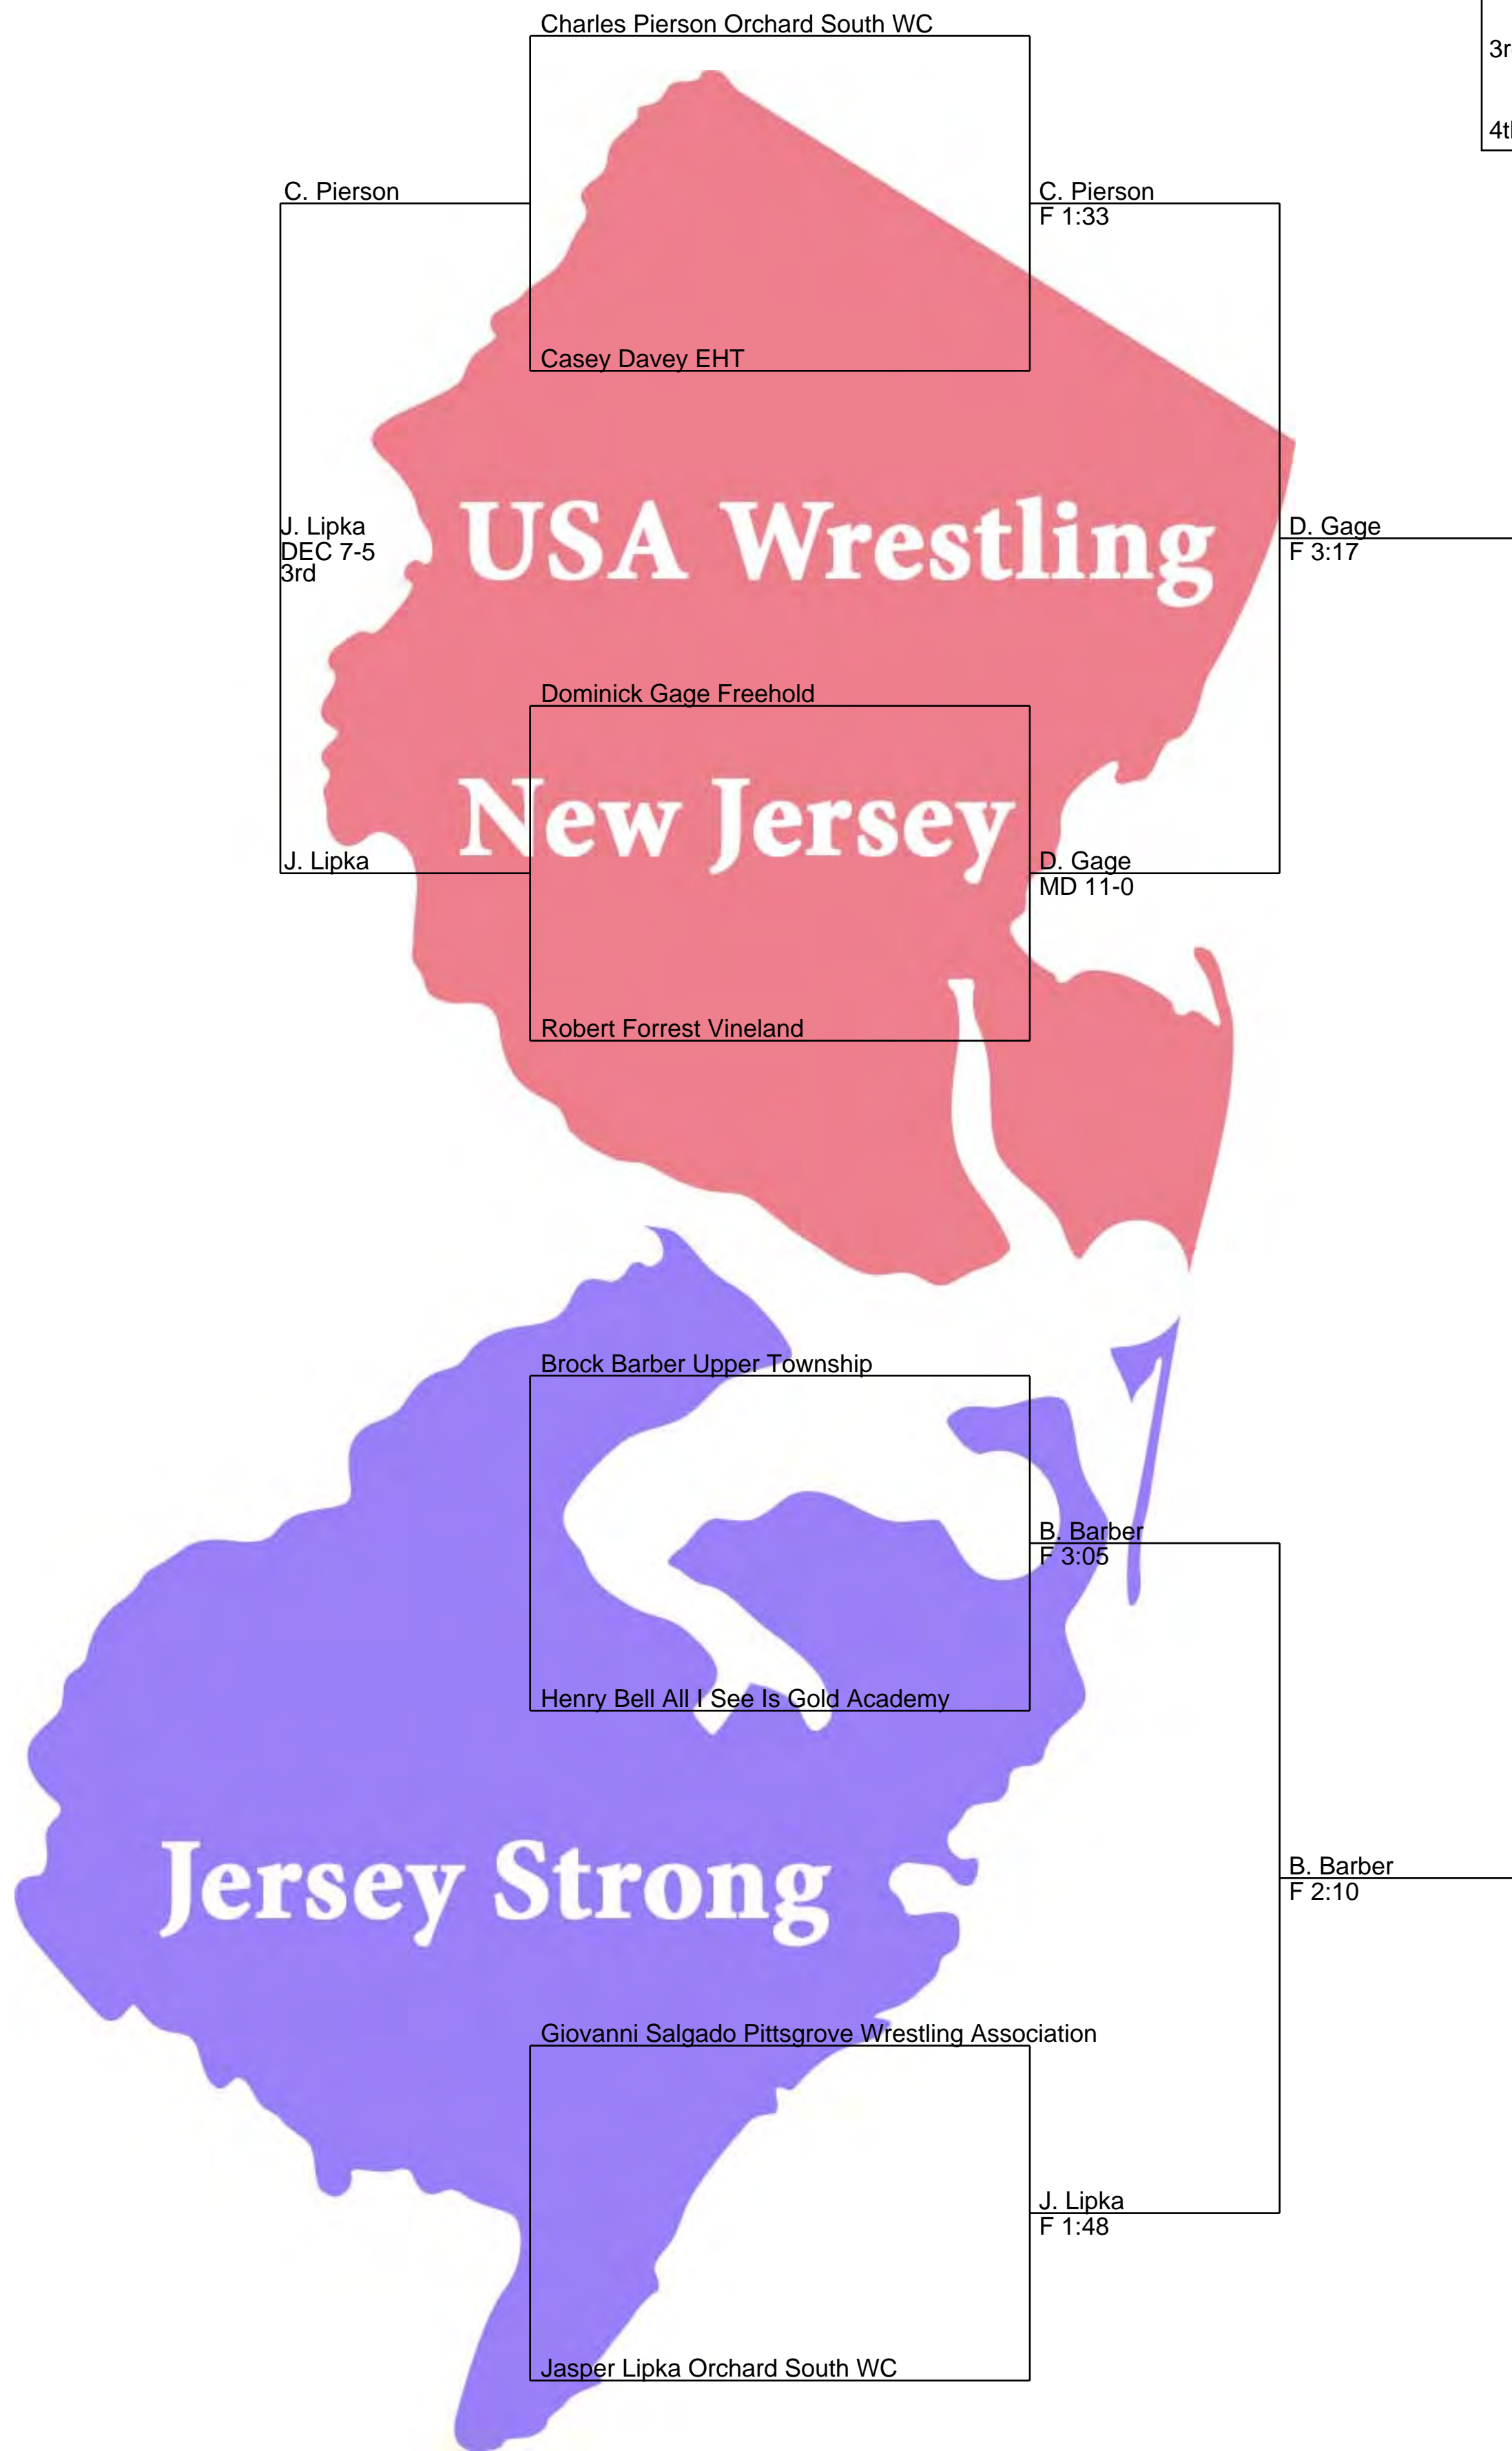 Charles Pierson Orchard South WC
3r
4th
C. Pierson
C. Pierson
F 1:33
Casey Davey EHT
USA Wrestling
J. Lipka
DEC 7-5
3rd
D. Gage
F 3:17
Dominick Gage Freehold
New Jersey
J. Lipka
D. Gage
MD 11-0
Robert Forrest Vineland
Brock Barber Upper Township
B. Barber
F 3:05
Henry Bell All I See Is Gold Academy
Jersey Strong
B. Barber
F 2:10
Giovanni Salgado Pittsgrove Wrestling Association
J. Lipka
F 1:48
Jasper Lipka Orchard South WC